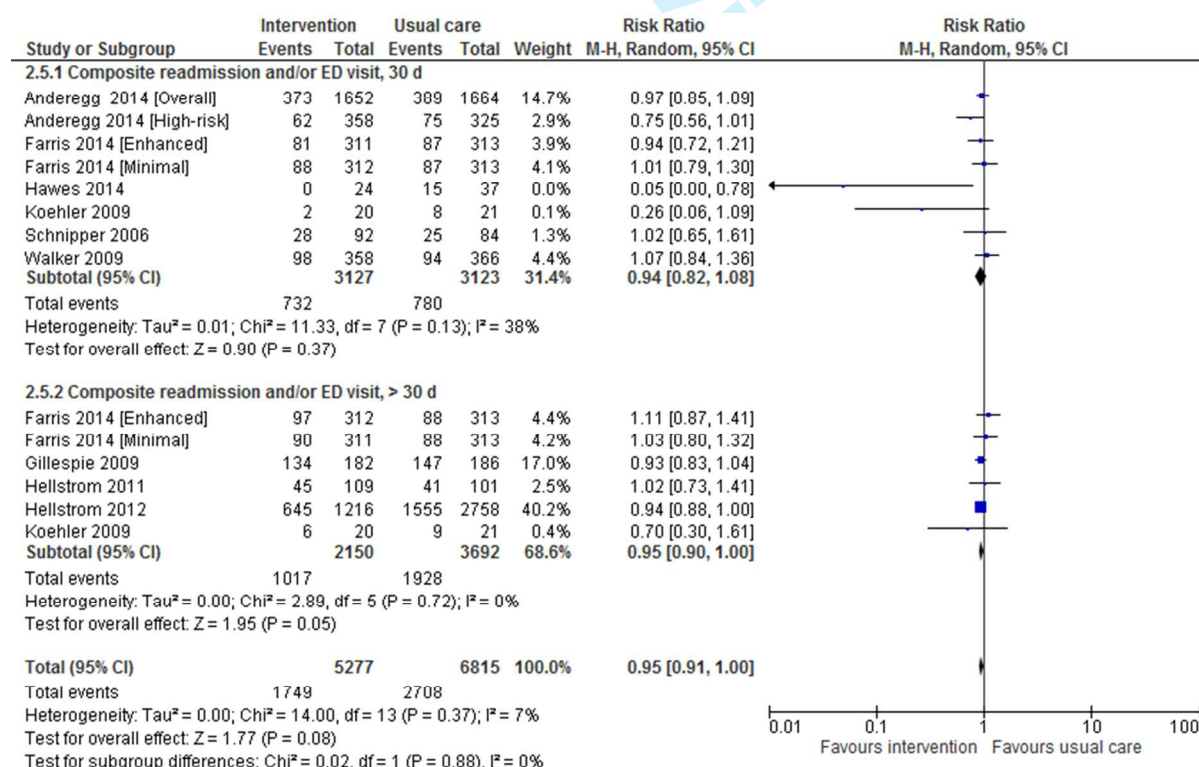 Intervention Usual care Risk Ratio Risk Ratio
Study or Subgroup Events Total Events Total Weight M-H, Random, 95% CI M-H, Random, 95% CI
2.5.1 Composite readmission and/or ED visit, 30 d
Anderegg 2014 [Overall] 373 1652 389 1664 14.7% 0.97 [0.85, 1.09]
Anderegg 2014 [High-risk] 62 358 75 325 2.9% 0.75 [0.56, 1.01]
Farris 2014 [Enhanced] 81 311 87 313 3.9% 0.94 [0.72, 1.21]
Farris 2014 [Minimal] 88 312 87 313 4.1% 1.01 [0.79, 1.30]
Hawes 2014 0 24 15 37 0.0% 0.05 [0.00, 0.78]
Koehler 2009 2 20 8 21 0.1% 0.26 [0.06, 1.09]
Schnipper 2006 28 92 25 84 1.3% 1.02 [0.65, 1.61]
Walker 2009 98 358 94 366 4.4% 1.07 [0.84, 1.36]
Subtotal (95% CI) 3127 3123 31.4% 0.94 [0.82, 1.08]
Total events 732 780
Heterogeneity: Tau² = 0.01; Chi² = 11.33, df = 7 (P = 0.13); I² = 38%
Test for overall effect: Z = 0.90 (P = 0.37)
2.5.2 Composite readmission and/or ED visit, > 30 d
Farris 2014 [Enhanced] 97 312 88 313 4.4% 1.11 [0.87, 1.41]
Farris 2014 [Minimal] 90 311 88 313 4.2% 1.03 [0.80, 1.32]
Gillespie 2009 134 182 147 186 17.0% 0.93 [0.83, 1.04]
Hellstrom 2011 45 109 41 101 2.5% 1.02 [0.73, 1.41]
Hellstrom 2012 645 1216 1555 2758 40.2% 0.94 [0.88, 1.00]
Koehler 2009 6 20 9 21 0.4% 0.70 [0.30, 1.61]
Subtotal (95% CI) 2150 3692 68.6% 0.95 [0.90, 1.00]
Total events 1017 1928
Heterogeneity: Tau² = 0.00; Chi² = 2.89, df = 5 (P = 0.72); I² = 0%
Test for overall effect: Z = 1.95 (P = 0.05)
Total (95% CI) 5277 6815 100.0% 0.95 [0.91, 1.00]
Total events 1749 2708
Heterogeneity: Tau² = 0.00; Chi² = 14.00, df = 13 (P = 0.37); I² = 7%
Test for overall effect: Z = 1.77 (P = 0.08)
Test for subgroup differences: Chi² = 0.02, df = 1 (P = 0.88), I² = 0%
0.01 0.1 1 10 100
Favours intervention Favours usual care